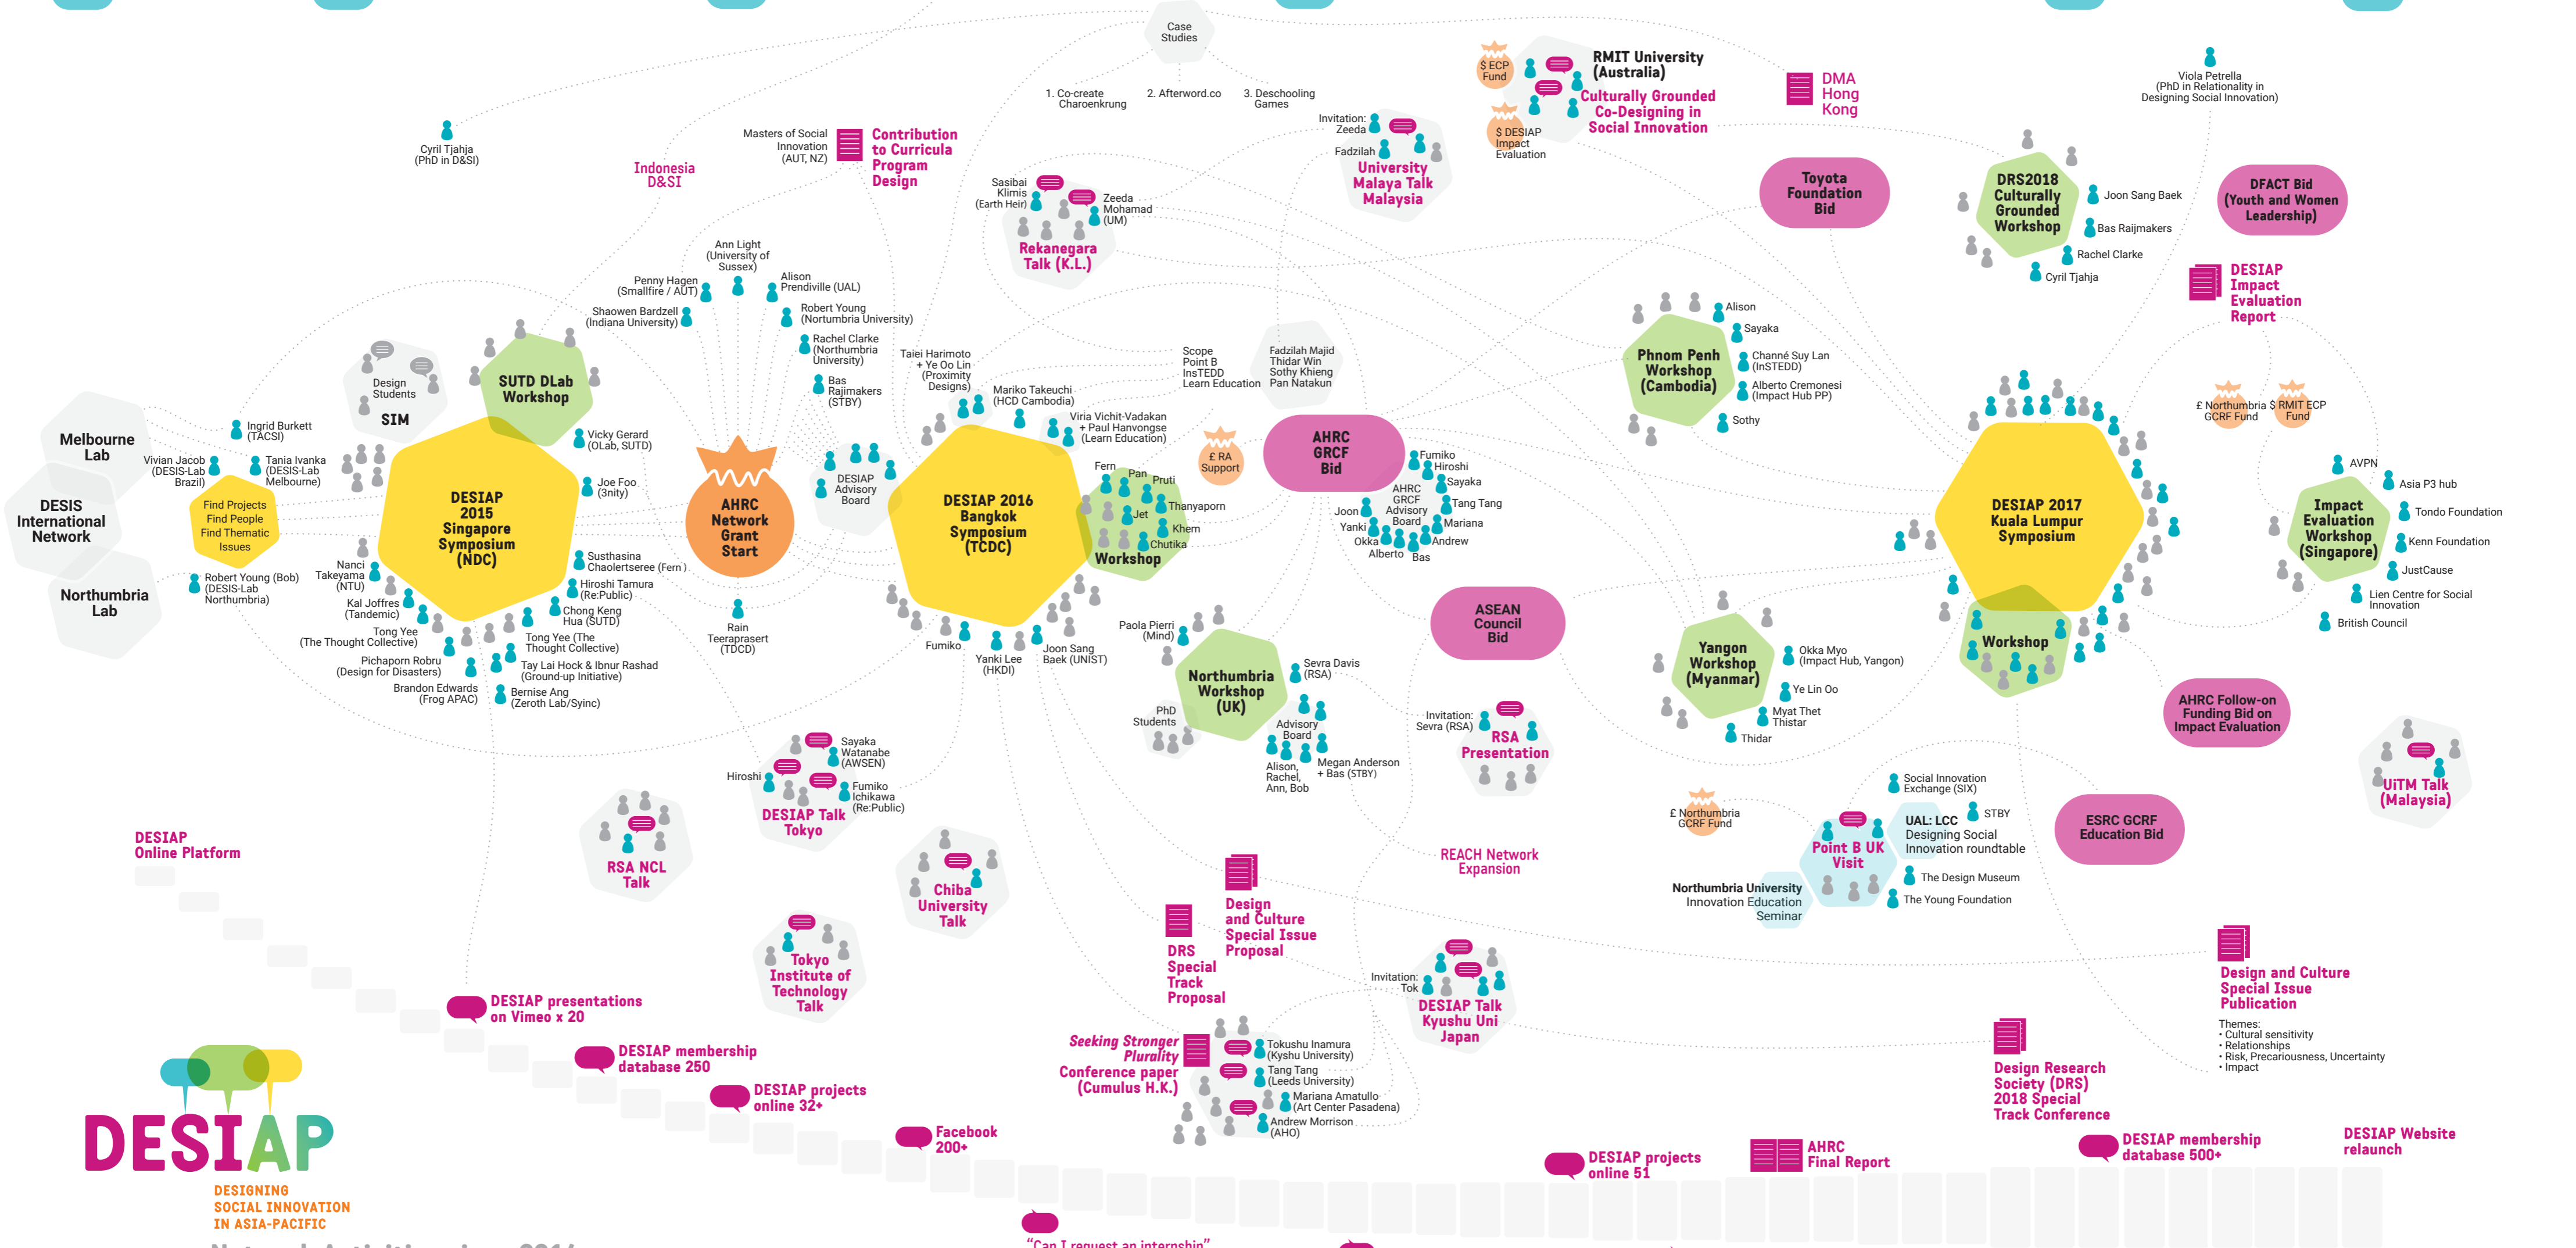 Case
Studies
1. Co-create
Charoenkrung
2. Afterword.co
3. Deschooling
Games
Cyril Tjahja
(PhD in D&SI)
Indonesia
D&SI
Masters of Social
Innovation
(AUT, NZ)
Contribution
to Curricula
Program
Design
Sasibai
Klimis
(Earth Heir)
Zeeda
Mohamad
(UM)
Rekanegara
Talk (K.L.)
Invitation:
Zeeda
Fadzilah
University
Malaya Talk
Malaysia
$ ECP
Fund
$ DESIAP
Impact
Evaluation
RMIT University
(Australia)
Culturally Grounded
Co-Designing in
Social Innovation
DMA
Hong
Kong
Toyota
Foundation
Bid
Viola Petrella
(PhD in Relationality in
Designing Social Innovation)
DRS2018
Culturally
Grounded
Workshop
Joon Sang Baek
Bas Raijmakers
Rachel Clarke
Cyril Tjahja
DFACT Bid
(Youth and Women
Leadership)
DESIAP
Impact
Evaluation
Report
£ Northumbria
GCRF Fund
$ RMIT ECP
Fund
Melbourne
Lab
DESIS
International
Network
Northumbria
Lab
Ingrid Burkett
(TACSI)
Vivian Jacob
(DESIS-Lab
Brazil)
Tania Ivanka
(DESIS-Lab
Melbourne)
Find Projects
Find People
Find Thematic
Issues
Robert Young (Bob)
(DESIS-Lab
Northumbria)
Design
Students
SIM
SUTD DLab
Workshop
Vicky Gerard
(OLab, SUTD)
Joe Foo
(3nity)
DESIAP
2015
Singapore
Symposium
(NDC)
Susthasina
Chaolertseree (Fern)
Hiroshi Tamura
(Re:Public)
Chong Keng
Hua (SUTD)
Tong Yee (The
Thought Collective)
Tay Lai Hock & Ibnur Rashad
(Ground-up Initiative)
Bernise Ang
(Zeroth Lab/Syinc)
Nanci
Takeyama
(NTU)
Kal Joffres
(Tandemic)
Tong Yee
(The Thought Collective)
Pichaporn Robru
(Design for Disasters)
Brandon Edwards
(Frog APAC)
Ann Light
(University of
Sussex)
Penny Hagen
(Smallfire / AUT)
Shaowen Bardzell
(Indiana University)
Alison
Prendiville (UAL)
Robert Young
(Nortumbria University)
Rachel Clarke
(Northumbria
University)
Bas
Rajimakers
(STBY)
AHRC
Network
Grant
Start
DESIAP
Advisory
Board
Rain
Teeraprasert
(TDCD)
Taiei Harimoto
+ Ye Oo Lin
(Proximity
Designs)
Mariko Takeuchi
(HCD Cambodia)
Viria Vichit-Vadakan
+ Paul Hanvongse
(Learn Education)
Scope
Point B
InsTEDD
Learn Education
Fadzilah Majid
Thidar Win
Sothy Khieng
Pan Natakun
DESIAP 2016
Bangkok
Symposium
(TCDC)
Fern
Pan
Pruti
Thanyaporn
Jet
Khem
Chutika
Workshop
Fumiko
Yanki Lee
(HKDI)
Joon Sang
Baek (UNIST)
£ RA
Support
AHRC
GRCF
Bid
AHRC
GRCF
Advisory
Board
Fumiko
Hiroshi
Sayaka
Tang Tang
Mariana
Andrew
Bas
Alberto
Okka
Yanki
Joon
Phnom Penh
Workshop
(Cambodia)
Alison
Sayaka
Channé Suy Lan
(InSTEDD)
Alberto Cremonesi
(Impact Hub PP)
Sothy
DESIAP 2017
Kuala Lumpur
Symposium
Workshop
Impact
Evaluation
Workshop
(Singapore)
AVPN
Asia P3 hub
Tondo Foundation
Kenn Foundation
JustCause
Lien Centre for Social
Innovation
British Council
ASEAN
Council
Bid
Paola Pierri
(Mind)
Northumbria
Workshop
(UK)
Sevra Davis
(RSA)
PhD
Students
Advisory
Board
Alison,
Rachel,
Ann, Bob
Megan Anderson
+ Bas (STBY)
Invitation:
Sevra (RSA)
RSA
Presentation
Yangon
Workshop
(Myanmar)
Okka Myo
(Impact Hub, Yangon)
Ye Lin Oo
Myat Thet
Thistar
Thidar
AHRC Follow-on
Funding Bid on
Impact Evaluation
UiTM Talk
(Malaysia)
ESRC GCRF
Education Bid
£ Northumbria
GCRF Fund
Point B UK
Visit
Social Innovation
Exchange (SIX)
STBY
UAL: LCC
Designing Social
Innovation roundtable
The Design Museum
The Young Foundation
Northumbria University
Innovation Education
Seminar
Hiroshi
Sayaka
Watanabe
(AWSEN)
Fumiko
Ichikawa
(Re:Public)
DESIAP Talk
Tokyo
RSA NCL
Talk
Chiba
University
Talk
Tokyo
Institute of
Technology
Talk
REACH Network
Expansion
Design
and Culture
Special Issue
Proposal
DRS
Special
Track
Proposal
Invitation:
Tok
DESIAP Talk
Kyushu Uni
Japan
Seeking Stronger
Plurality
Conference paper
(Cumulus H.K.)
Tokushu Inamura
(Kyshu University)
Tang Tang
(Leeds University)
Mariana Amatullo
(Art Center Pasadena)
Andrew Morrison
(AHO)
Design and Culture
Special Issue
Publication
Themes:
• Cultural sensitivity
• Relationships
• Risk, Precariousness, Uncertainty
• Impact
Design Research
Society (DRS)
2018 Special
Track Conference
DESIAP
Online Platform
DESIAP presentations
on Vimeo x 20
DESIAP membership
database 250
DESIAP projects
online 32+
Facebook
200+
DESIAP projects
online 51
AHRC
Final Report
DESIAP membership
database 500+
DESIAP Website
relaunch
DESIAP
DESIGNING
SOCIAL INNOVATION
IN ASIA-PACIFIC
"Can I request an internship"